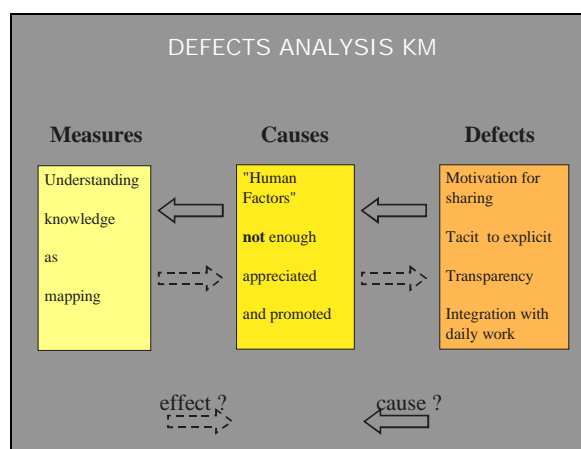 DEFECTS ANALYSIS KM
Measures
Causes
Defects
Understanding
knowledge
as
mapping
"Human
Factors"
not enough
appreciated
and promoted
Motivation for
sharing
Tacit to explicit
Transparency
Integration with
daily work
effect ?
cause ?